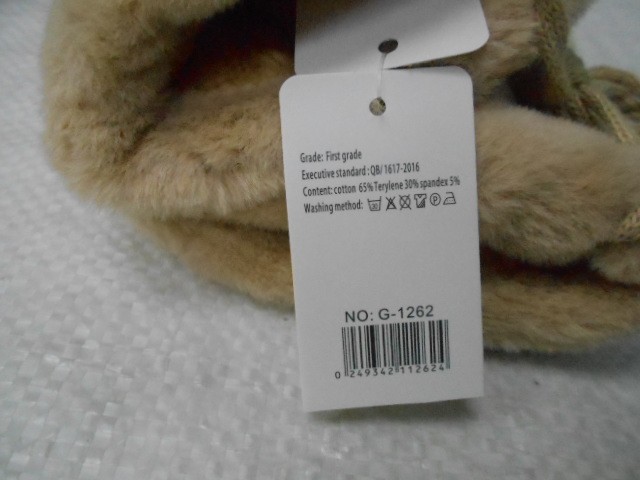 Grade: First grade
Executive standard : QB/ 1617-2016
Content: cotton 65% Terylene 30% spandex 5%
Washing method:
NO: G-1262
0 249342 112624